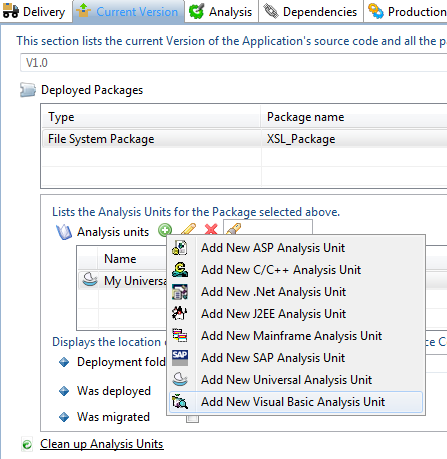 Delivery Current Version Analysis Dependencies Production
This section lists the current Version of the Application's source code and all the p
V1.0
Deployed Packages
Type Package name
File System Package XSL_Package
Lists the Analysis Units for the Package selected above.
Analysis units
Name
My Universa
Add New ASP Analysis Unit
Add New C/C++ Analysis Unit
Add New .Net Analysis Unit
Add New J2EE Analysis Unit
Add New Mainframe Analysis Unit
SAP Add New SAP Analysis Unit
Add New Universal Analysis Unit
Add New Visual Basic Analysis Unit
Displays the location o ce Co
Deployment fold
Was deployed
Was migrated
Clean up Analysis Units